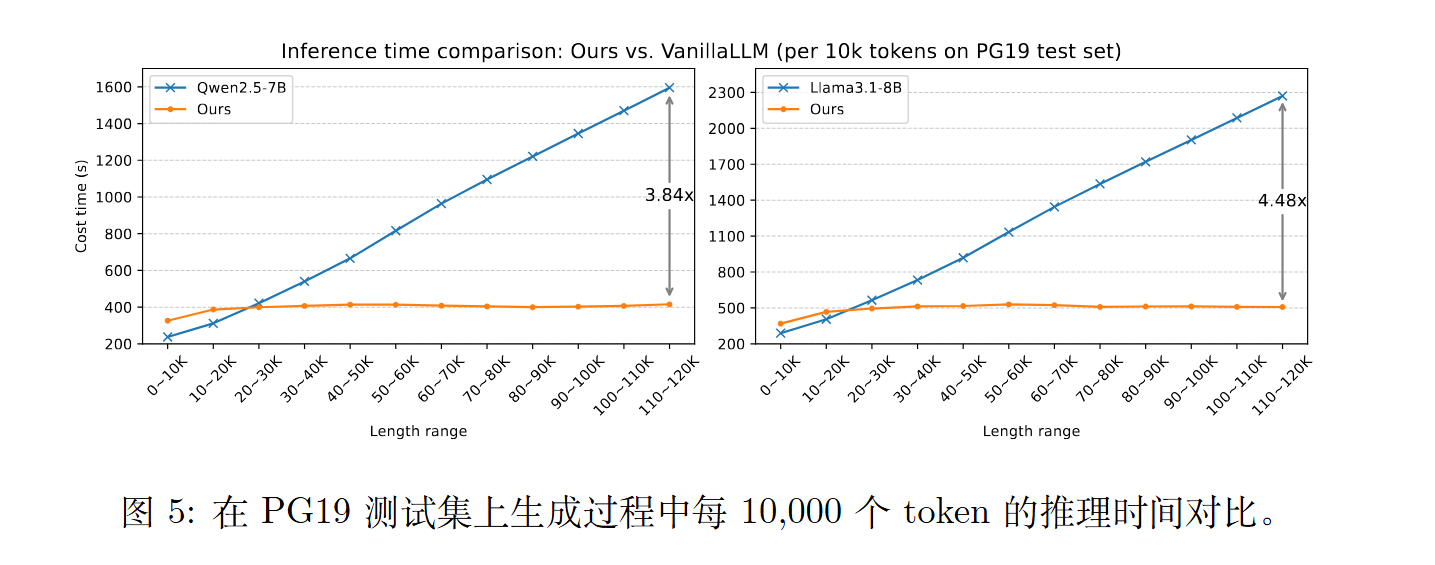 Inference time comparison: Ours vs. VanillaLLM (per 10k tokens on PG19 test set)
Qwen2.5-7B
Ours
1600
1400
1200
1000
800
600
400
200
Cost time (s)
3.84x
0~10K
10~20K
20~30K
30~40K
40~50K
50~60K
60~70K
70~80K
80~90K
90~100K
100~110K
110~120K
Length range
Llama3.1-8B
Ours
2300
2000
1700
1400
1100
800
500
200
4.48x
0~10K
10~20K
20~30K
30~40K
40~50K
50~60K
60~70K
70~80K
80~90K
90~100K
100~110K
110~120K
Length range
图 5: 在 PG19 测试集上生成过程中每 10,000 个 token 的推理时间对比。